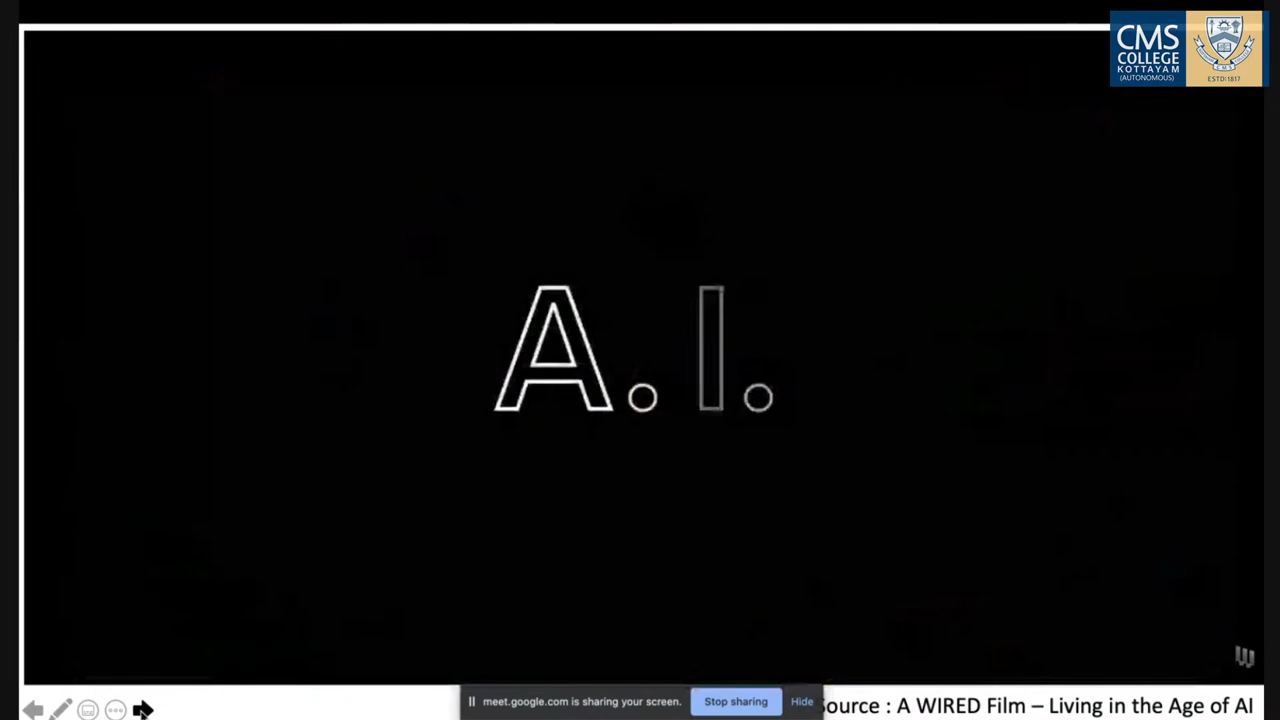 CMS
COLLEGE
KOTTAYAM
(AUTONOMOUS)
ESTD:1817
A. I.
meet.google.com is sharing your screen.
Stop sharing
Hide
ource : A WIRED Film – Living in the Age of AI